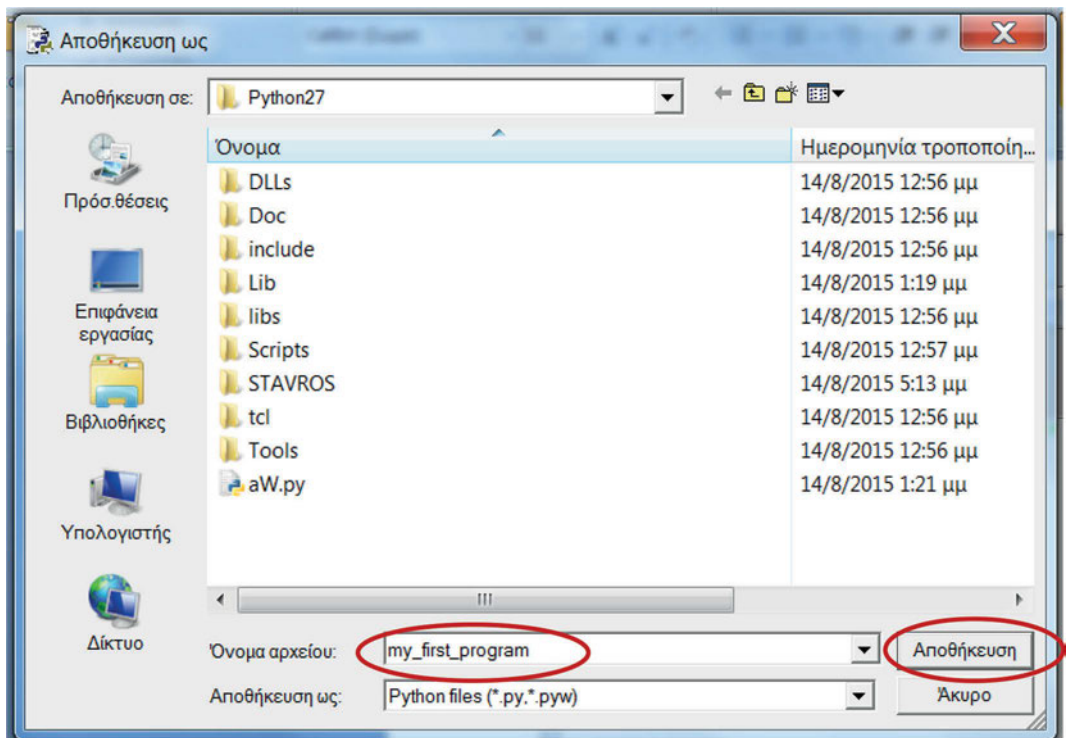 Αποθήκευση ως
Αποθήκευση σε: Python27
Όνομα Ημερομηνία τροποποίη...
DLLs 14/8/2015 12:56 μμ
Doc 14/8/2015 12:56 μμ
include 14/8/2015 12:56 μμ
Lib 14/8/2015 1:19 μμ
libs 14/8/2015 12:56 μμ
Scripts 14/8/2015 12:57 μμ
STAVROS 14/8/2015 5:13 μμ
tcl 14/8/2015 12:56 μμ
Tools 14/8/2015 12:56 μμ
aW.py 14/8/2015 1:21 μμ
Πρόσ.θέσεις
Επιφάνεια
εργασίας
Βιβλιοθήκες
Υπολογιστής
Δίκτυο
Όνομα αρχείου: my_first_program Αποθήκευση
Αποθήκευση ως: Python files (*.py,*.pyw) Άκυρο